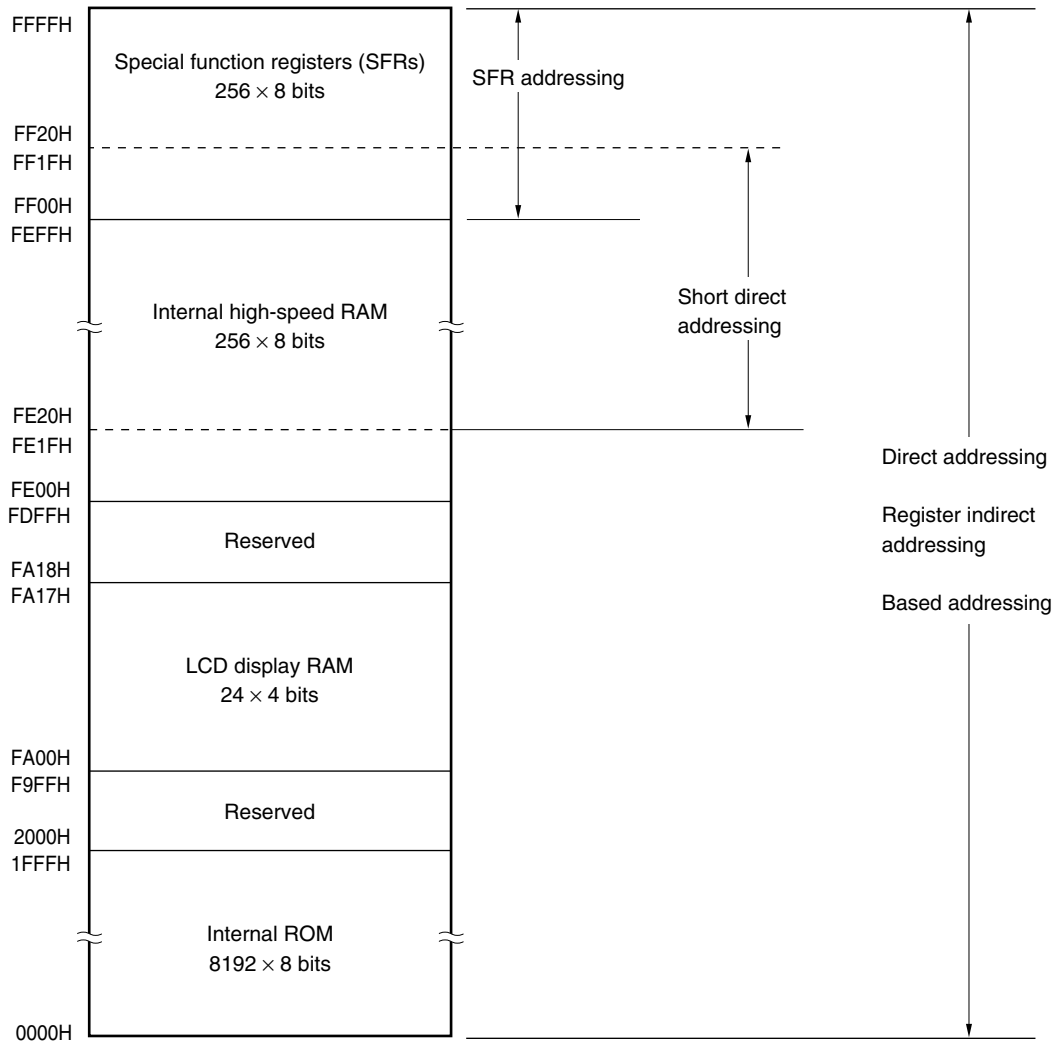 FFFFH
Special function registers (SFRs)
256 × 8 bits
SFR addressing
FF20H
FF1FH
FF00H
FEFFH
Internal high-speed RAM
256 × 8 bits
Short direct
addressing
FE20H
FE1FH
Direct addressing
Register indirect
addressing
Based addressing
FE00H
FDFFH
Reserved
FA18H
FA17H
LCD display RAM
24 × 4 bits
FA00H
F9FFH
Reserved
2000H
1FFFH
Internal ROM
8192 × 8 bits
0000H